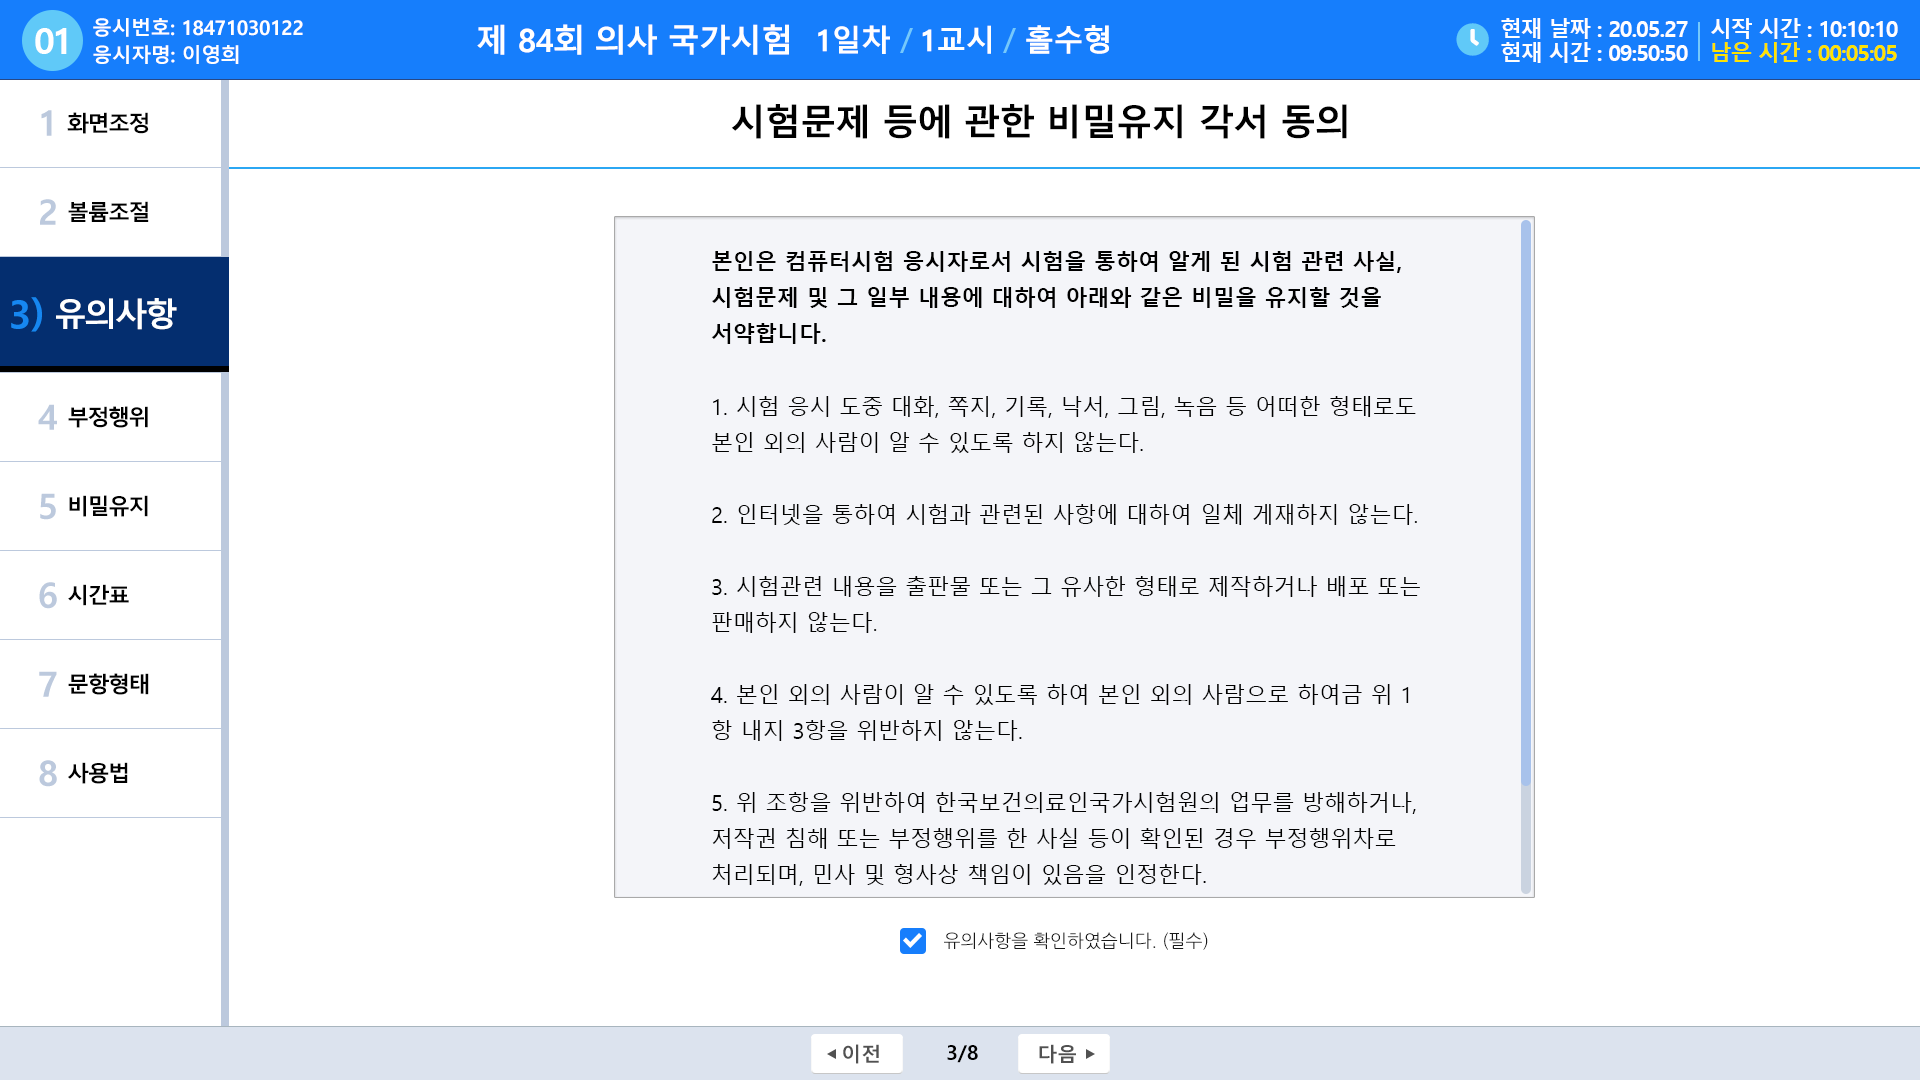 01
응시번호: 18471030122
응시자명: 이영희
제 84회 의사 국가시험 1일차 / 1교시 / 홀수형
현재 날짜 : 20.05.27
현재 시간 : 09:50:50
시작 시간 : 10:10:10
남은 시간 : 00:05:05
1 화면조정
2 볼륨조절
3) 유의사항
4 부정행위
5 비밀유지
6 시간표
7 문항형태
8 사용법
시험문제 등에 관한 비밀유지 각서 동의
본인은 컴퓨터시험 응시자로서 시험을 통하여 알게 된 시험 관련 사실,
시험문제 및 그 일부 내용에 대하여 아래와 같은 비밀을 유지할 것을
서약합니다.
1. 시험 응시 도중 대화, 쪽지, 기록, 낙서, 그림, 녹음 등 어떠한 형태로도
본인 외의 사람이 알 수 있도록 하지 않는다.
2. 인터넷을 통하여 시험과 관련된 사항에 대하여 일체 게재하지 않는다.
3. 시험관련 내용을 출판물 또는 그 유사한 형태로 제작하거나 배포 또는
판매하지 않는다.
4. 본인 외의 사람이 알 수 있도록 하여 본인 외의 사람으로 하여금 위 1
항 내지 3항을 위반하지 않는다.
5. 위 조항을 위반하여 한국보건의료인국가시험원의 업무를 방해하거나,
저작권 침해 또는 부정행위를 한 사실 등이 확인된 경우 부정행위차로
처리되며, 민사 및 형사상 책임이 있음을 인정한다.
유의사항을 확인하였습니다. (필수)
이전
3/8
다음